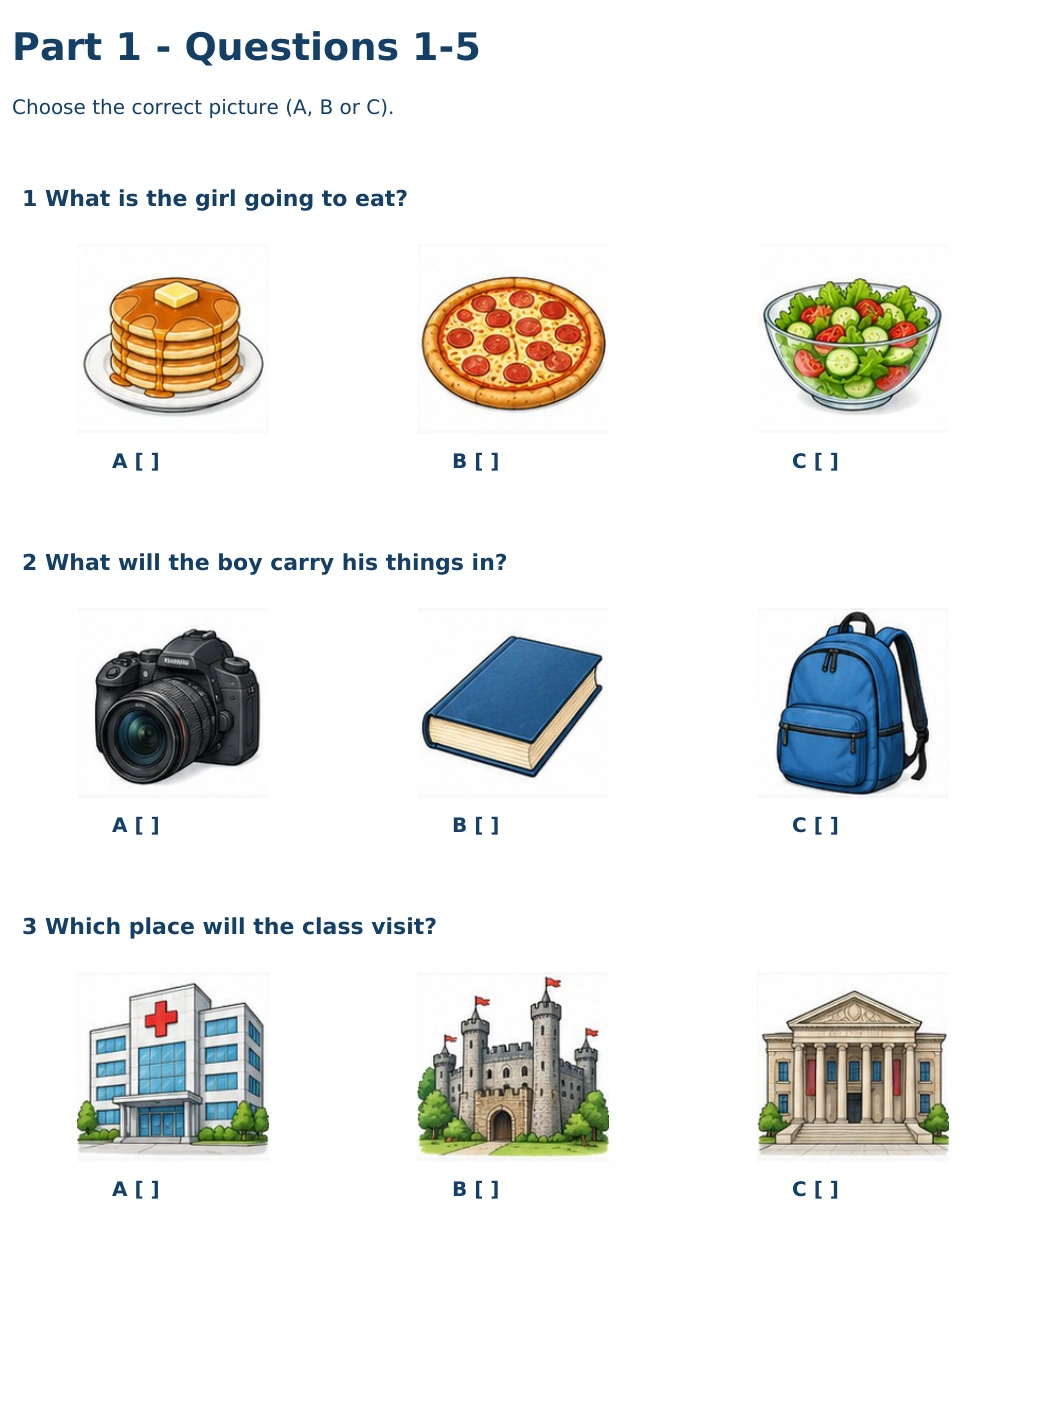 Part 1 - Questions 1-5
Choose the correct picture (A, B or C).
1 What is the girl going to eat?
A [ ] B [ ] C [ ]
2 What will the boy carry his things in?
A [ ] B [ ] C [ ]
3 Which place will the class visit?
A [ ] B [ ] C [ ]